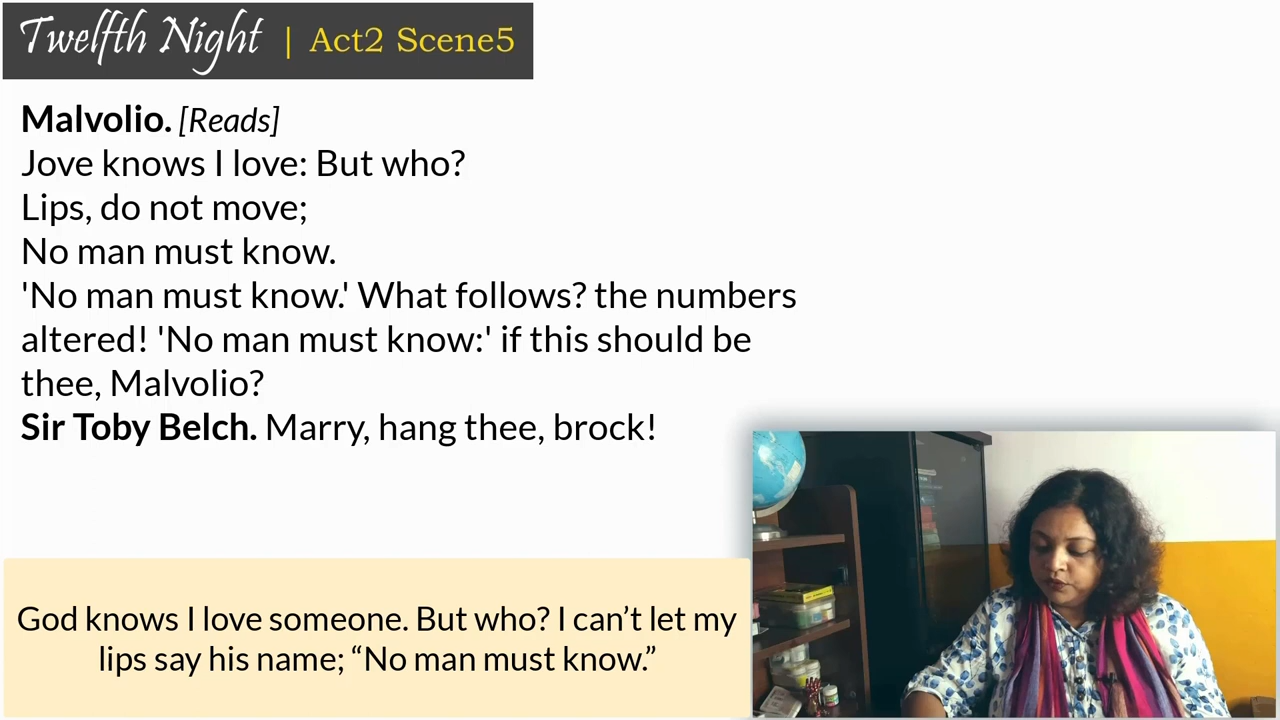 Twelfth Night | Act2 Scene5
Malvolio. [Reads]
Jove knows I love: But who?
Lips, do not move;
No man must know.
'No man must know.' What follows? the numbers
altered! 'No man must know:' if this should be
thee, Malvolio?
Sir Toby Belch. Marry, hang thee, brock!
God knows I love someone. But who? I can’t let my
lips say his name; “No man must know.”